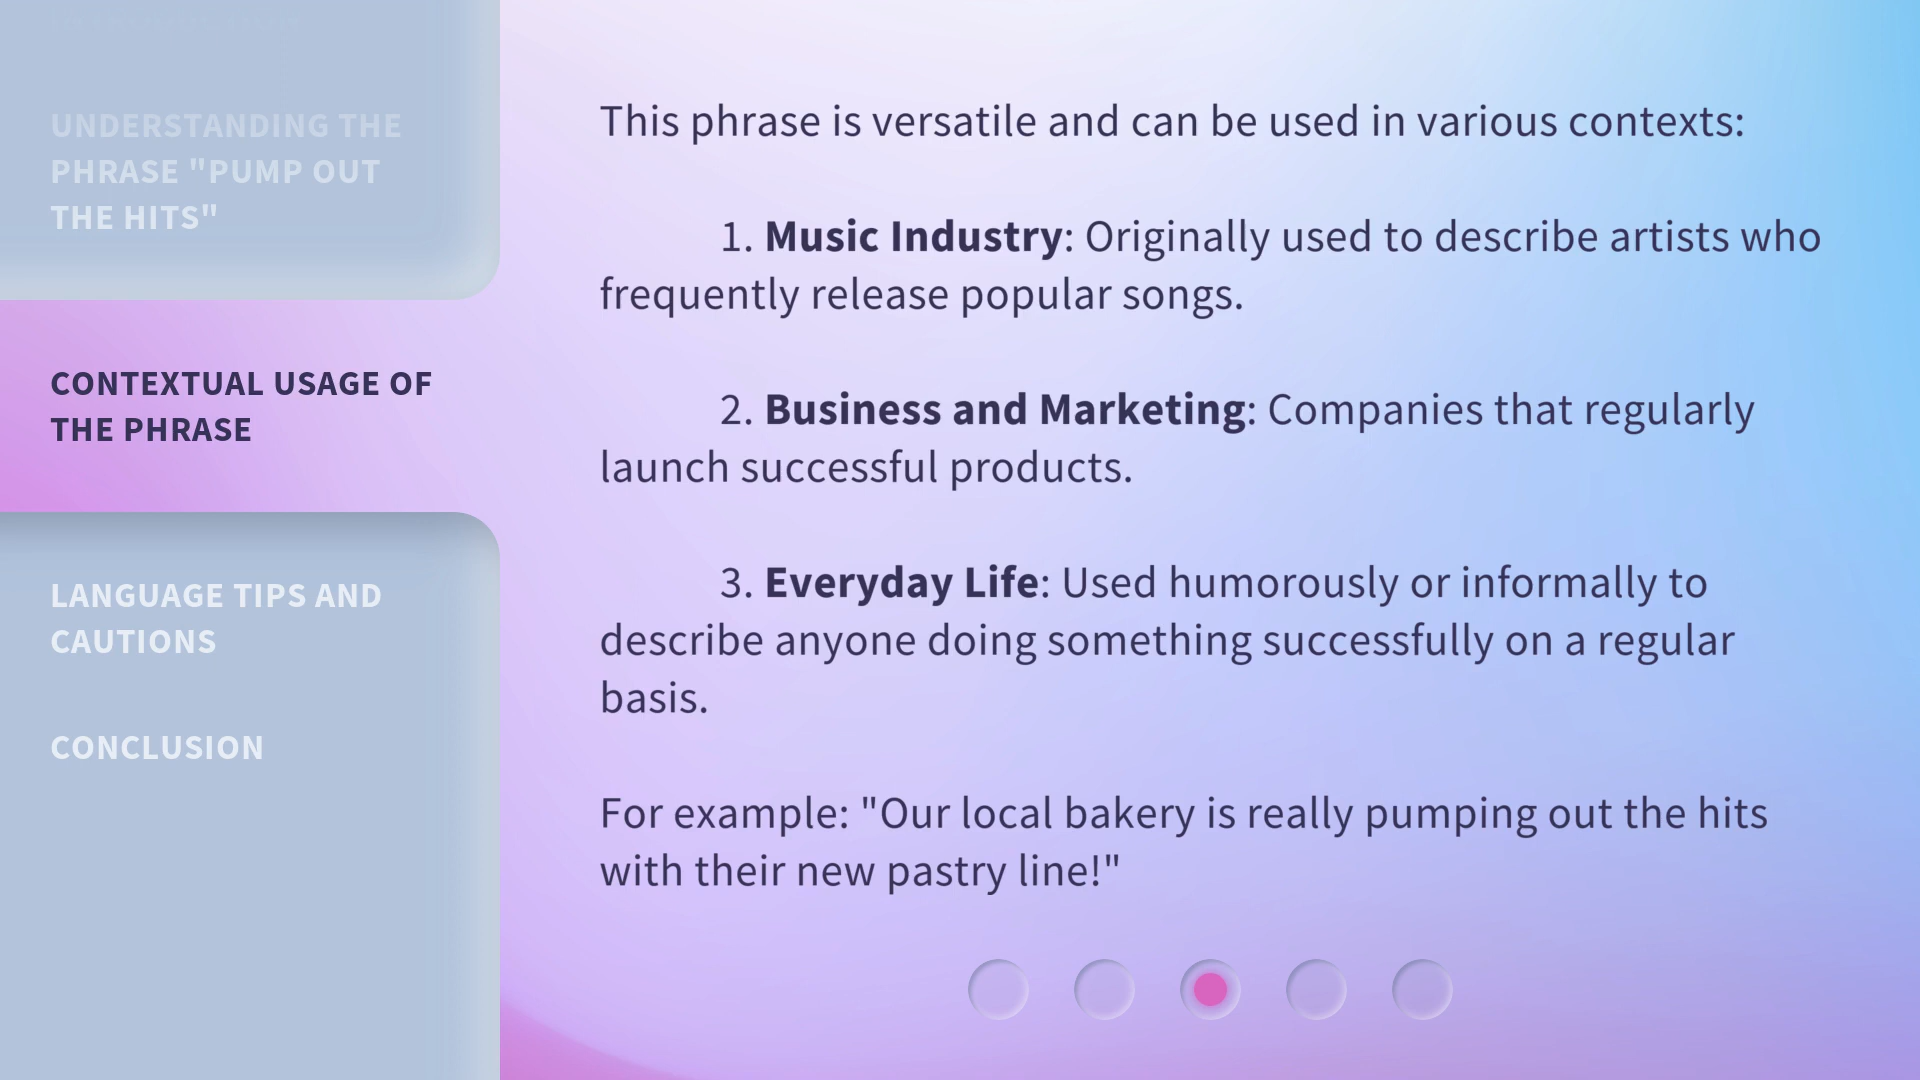 UNDERSTANDING THE
PHRASE "PUMP OUT
THE HITS"
CONTEXTUAL USAGE OF
THE PHRASE
LANGUAGE TIPS AND
CAUTIONS
CONCLUSION
This phrase is versatile and can be used in various contexts:
1. Music Industry: Originally used to describe artists who
frequently release popular songs.
2. Business and Marketing: Companies that regularly
launch successful products.
3. Everyday Life: Used humorously or informally to
describe anyone doing something successfully on a regular
basis.
For example: "Our local bakery is really pumping out the hits
with their new pastry line!"